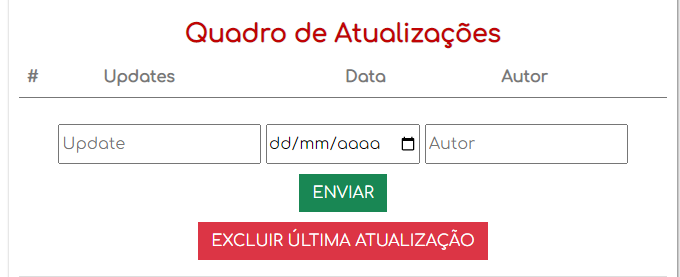 Quadro de Atualizações
# Updates Data Autor
Update dd/mm/aaaa Autor
ENVIAR
EXCLUIR ÚLTIMA ATUALIZAÇÃO